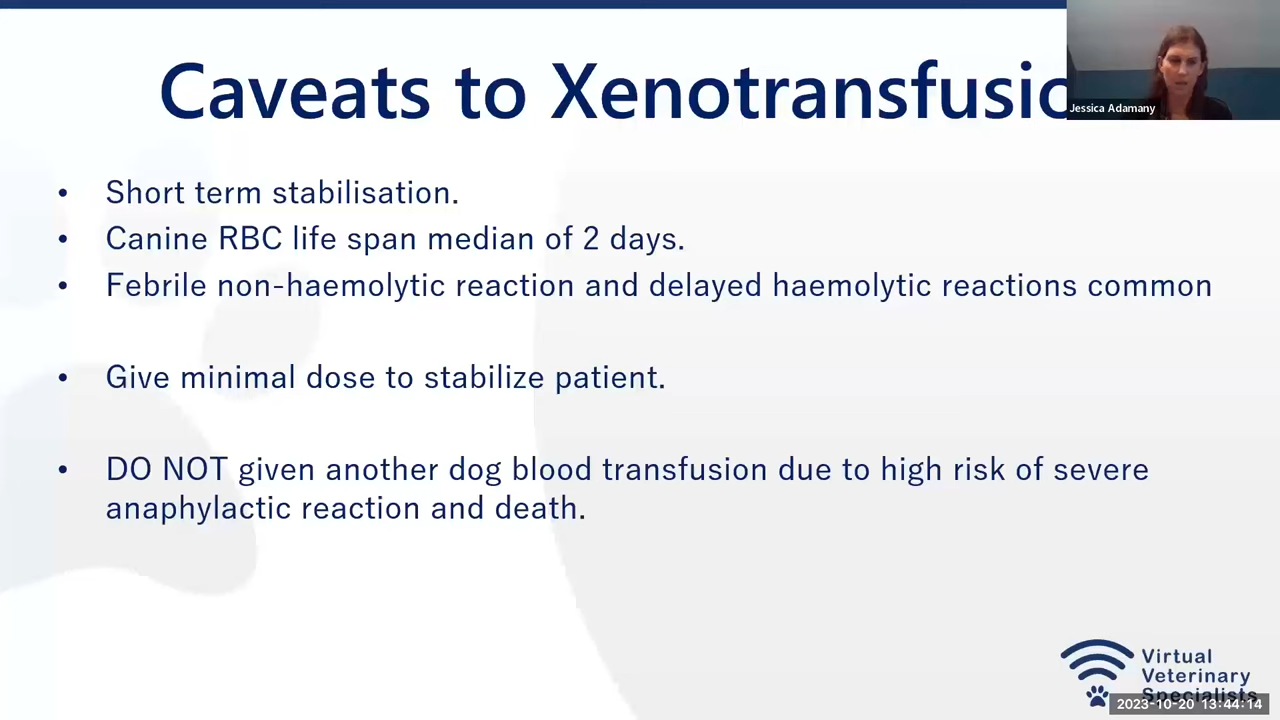 Caveats to Xenotransfusio
Jessica Adamany
• Short term stabilisation.
• Canine RBC life span median of 2 days.
• Febrile non-haemolytic reaction and delayed haemolytic reactions common
• Give minimal dose to stabilize patient.
• DO NOT given another dog blood transfusion due to high risk of severe
anaphylactic reaction and death.
Virtual
Veterinary
Specialists
2023-10-20 13:44:14